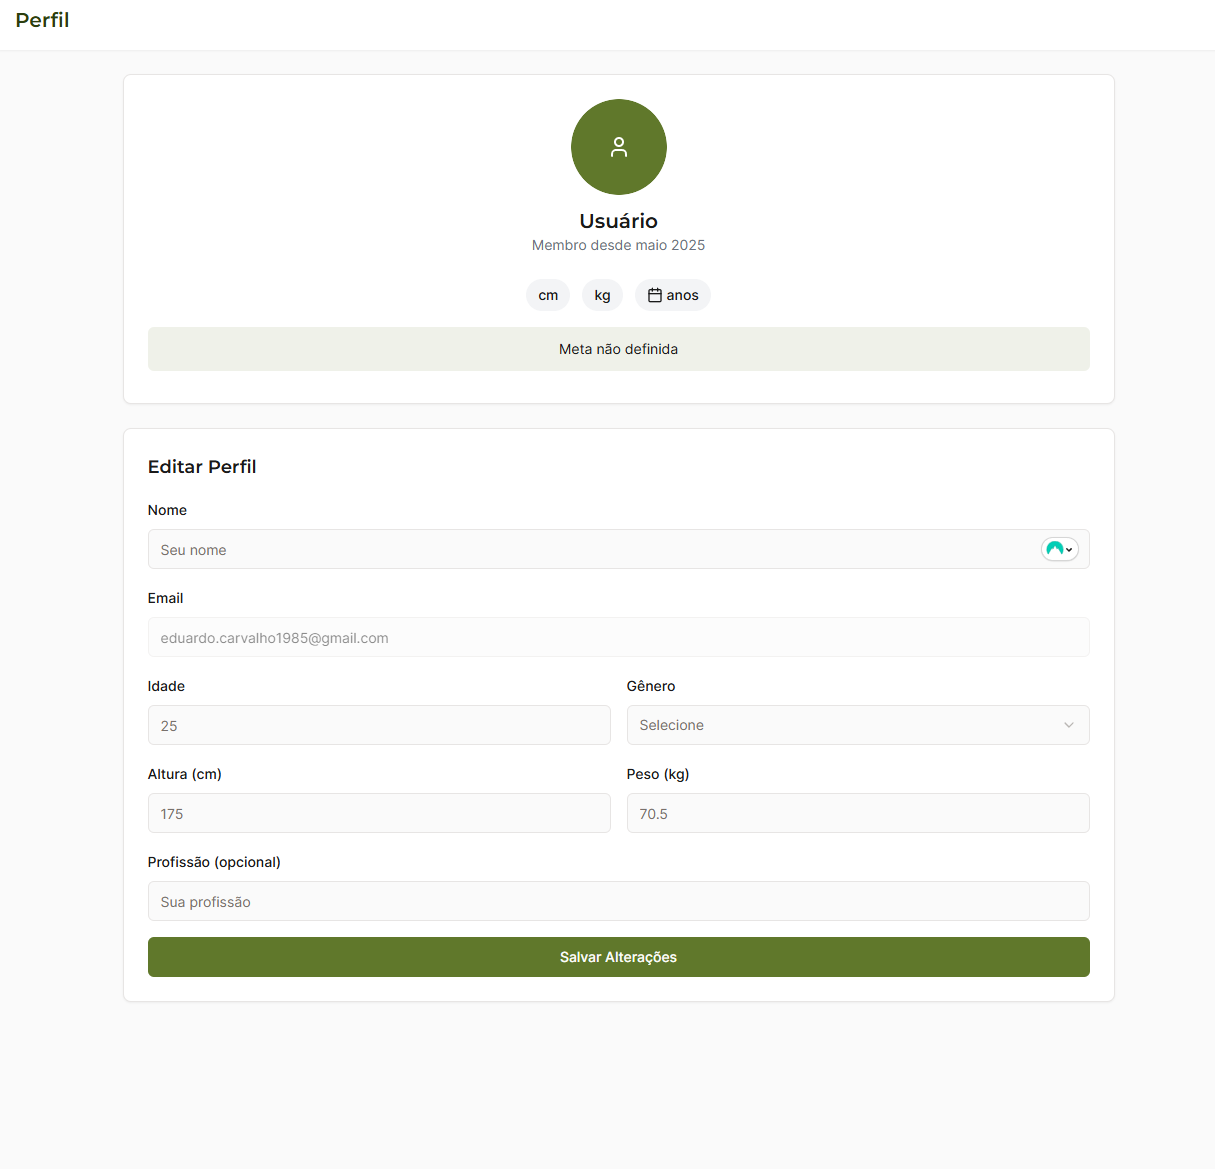 Perfil
Usuário
Membro desde maio 2025
cm kg anos
Meta não definida
Editar Perfil
Nome
Seu nome
Email
eduardo.carvalho1985@gmail.com
Idade Gênero
25 Selecione
Altura (cm) Peso (kg)
175 70.5
Profissão (opcional)
Sua profissão
Salvar Alterações